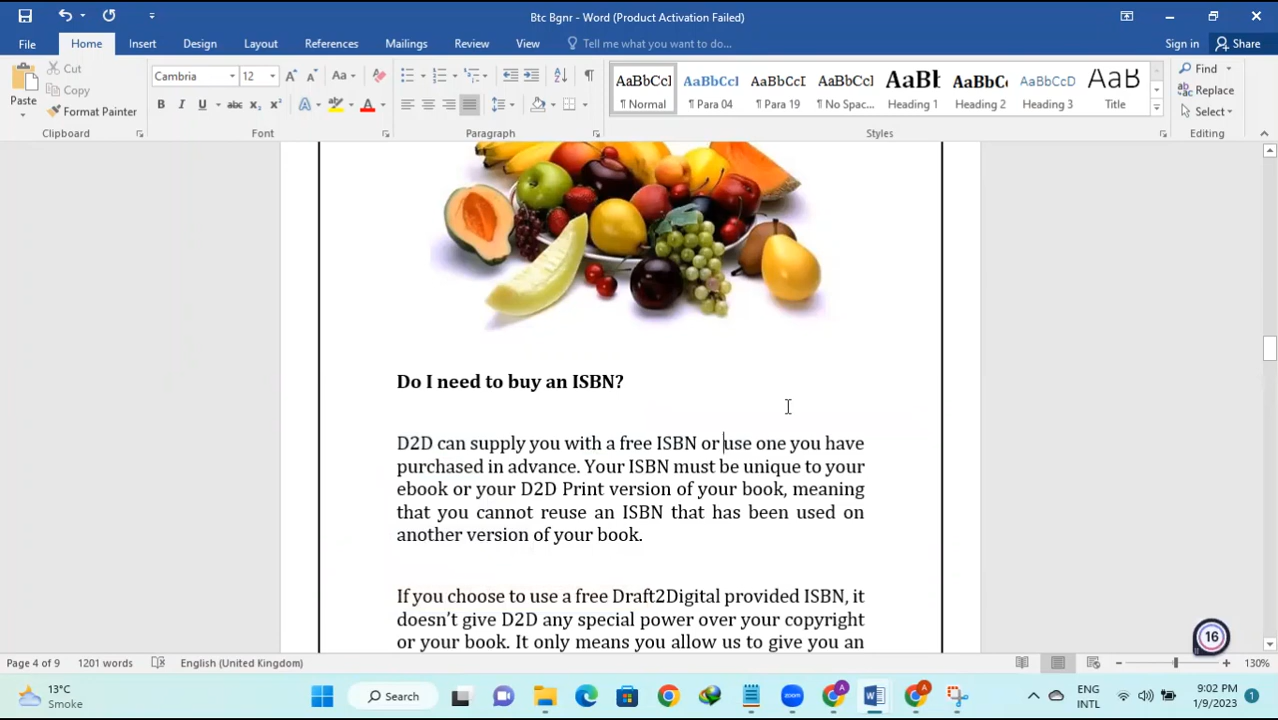 Btc Bgnr - Word (Product Activation Failed)
File Home Insert Design Layout References Mailings Review View Tell me what you want to do... Sign in Share
Paste Cut Copy Format Painter
Cambria 12 Aa
B I U abc x₂ x² A A
AaBbCcI AaBbCcI AaBbCcI AaBbCcI AaBbCcI AaBbCc AaBbCcD AaB
¶ Normal ¶ Para 04 ¶ Para 19 ¶ No Spac... Heading 1 Heading 2 Heading 3 Title
Find
Replace
Select
Clipboard Font Paragraph Styles Editing
Do I need to buy an ISBN?
D2D can supply you with a free ISBN or use one you have
purchased in advance. Your ISBN must be unique to your
ebook or your D2D Print version of your book, meaning
that you cannot reuse an ISBN that has been used on
another version of your book.
If you choose to use a free Draft2Digital provided ISBN, it
doesn't give D2D any special power over your copyright
or your book. It only means you allow us to give you an
16
Page 4 of 9 1201 words English (United Kingdom) 130%
13°C
Smoke
Search
zoom
A
A
ENG
INTL
9:02 PM
1/9/2023
1